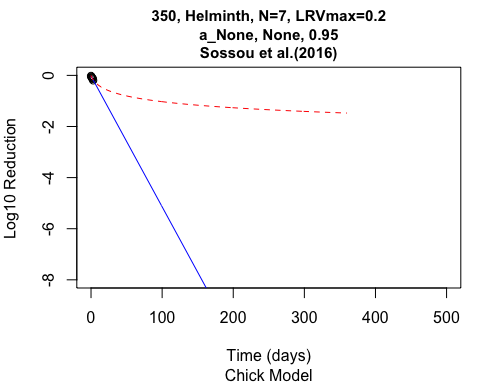 350, Helminth, N=7, LRVmax=0.2
a_None, None, 0.95
Sossou et al.(2016)
Log10 Reduction
0
-2
-4
-6
-8
0 100 200 300 400 500
Time (days)
Chick Model